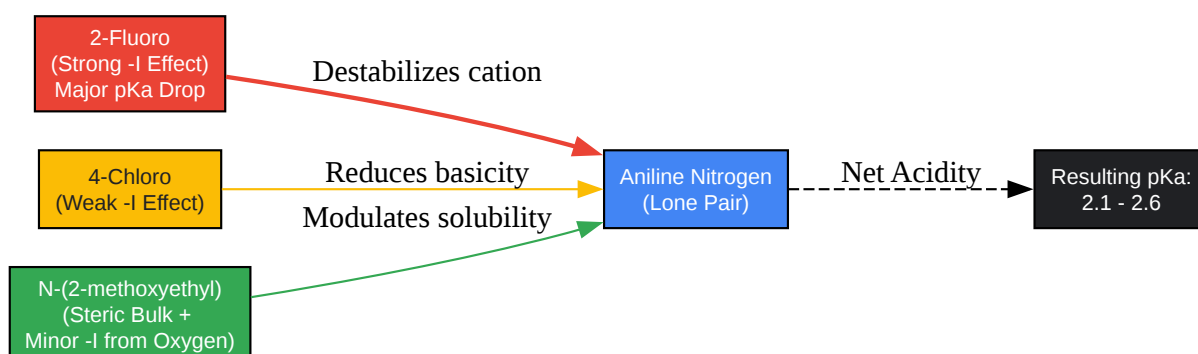 2-Fluoro
(Strong -I Effect)
Major pKa Drop
Destabilizes cation
4-Chloro
(Weak -I Effect)
Reduces basicity
Modulates solubility
N-(2-methoxyethyl)
(Steric Bulk +
Minor -I from Oxygen)
Aniline Nitrogen
(Lone Pair)
Net Acidity
Resulting pKa:
2.1 - 2.6